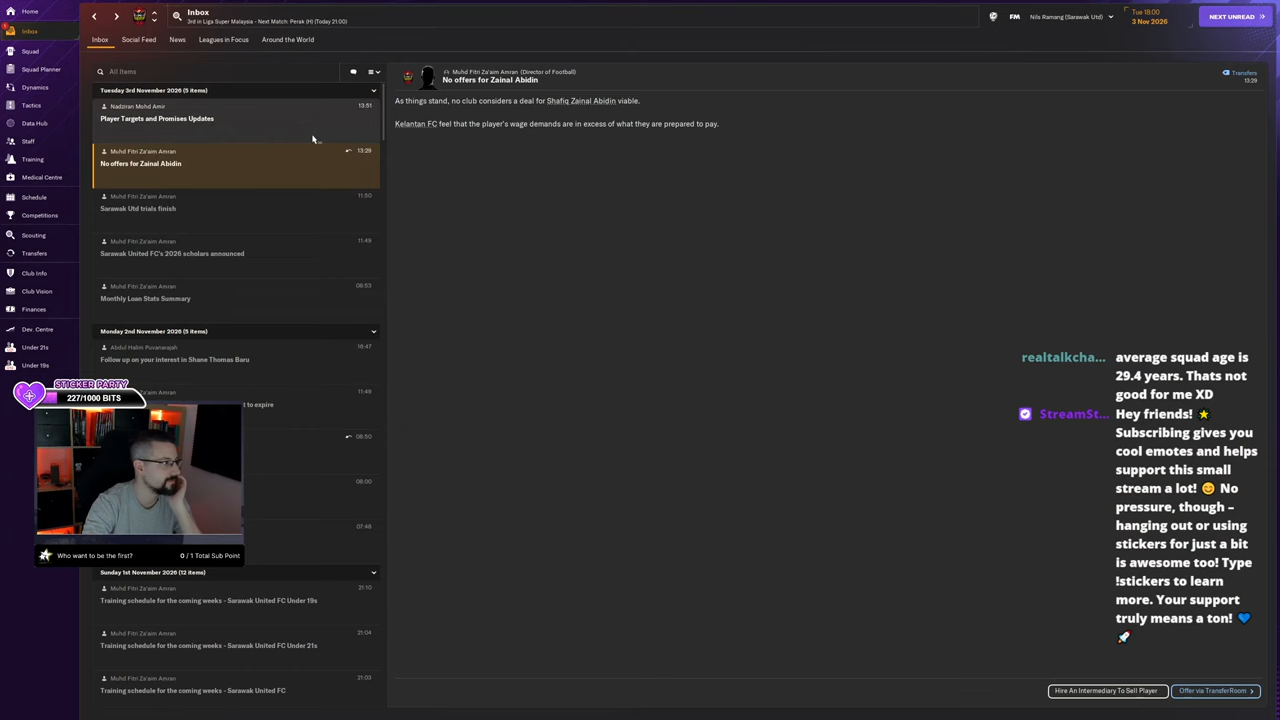 Home
Inbox
Squad
Squad Planner
Dynamics
Tactics
Data Hub
Staff
Training
Medical Centre
Schedule
Competitions
Scouting
Transfers
Club Info
Club Vision
Finances
Dev. Centre
Under 21s
Under 19s
Inbox
3rd in Liga Super Malaysia - Next Match: Perak (H) (Today 21:00)
FM
Nils Ramang (Sarawak Utd)
Tue 18:00
3 Nov 2026
NEXT UNREAD
Inbox
Social Feed
News
Leagues in Focus
Around the World
All Items
Tuesday 3rd November 2026 (5 items)
Nadziran Mohd Amir
13:51
Player Targets and Promises Updates
Muhd Fitri Za'aim Amran
13:29
No offers for Zainal Abidin
Muhd Fitri Za'aim Amran
11:50
Sarawak Utd trials finish
Muhd Fitri Za'aim Amran
11:49
Sarawak United FC's 2026 scholars announced
Muhd Fitri Za'aim Amran
08:53
Monthly Loan Stats Summary
Monday 2nd November 2026 (5 items)
Abdul Halim Puvanarajah
16:47
Follow up on your interest in Shane Thomas Baru
Amran
11:49
t to expire
08:50
08:00
07:46
Sunday 1st November 2026 (12 items)
Muhd Fitri Za'aim Amran
21:10
Training schedule for the coming weeks - Sarawak United FC Under 19s
Muhd Fitri Za'aim Amran
21:04
Training schedule for the coming weeks - Sarawak United FC Under 21s
Muhd Fitri Za'aim Amran
21:03
Training schedule for the coming weeks - Sarawak United FC
Muhd Fitri Za'aim Amran (Director of Football)
No offers for Zainal Abidin
Transfers
13:29
As things stand, no club considers a deal for Shafiq Zainal Abidin viable.
Kelantan FC feel that the player's wage demands are in excess of what they are prepared to pay.
Hire An Intermediary To Sell Player
Offer via TransferRoom
STICKER PARTY
227/1000 BITS
Who want to be the first?
0 / 1 Total Sub Point
realtalkcha... average squad age is
29.4 years. Thats not
good for me XD
StreamSt... Hey friends!
Subscribing gives you
cool emotes and helps
support this small
stream a lot! 😊 No
pressure, though –
hanging out or using
stickers for just a bit
is awesome too! Type
!stickers to learn
more. Your support
truly means a ton! 💙
🚀